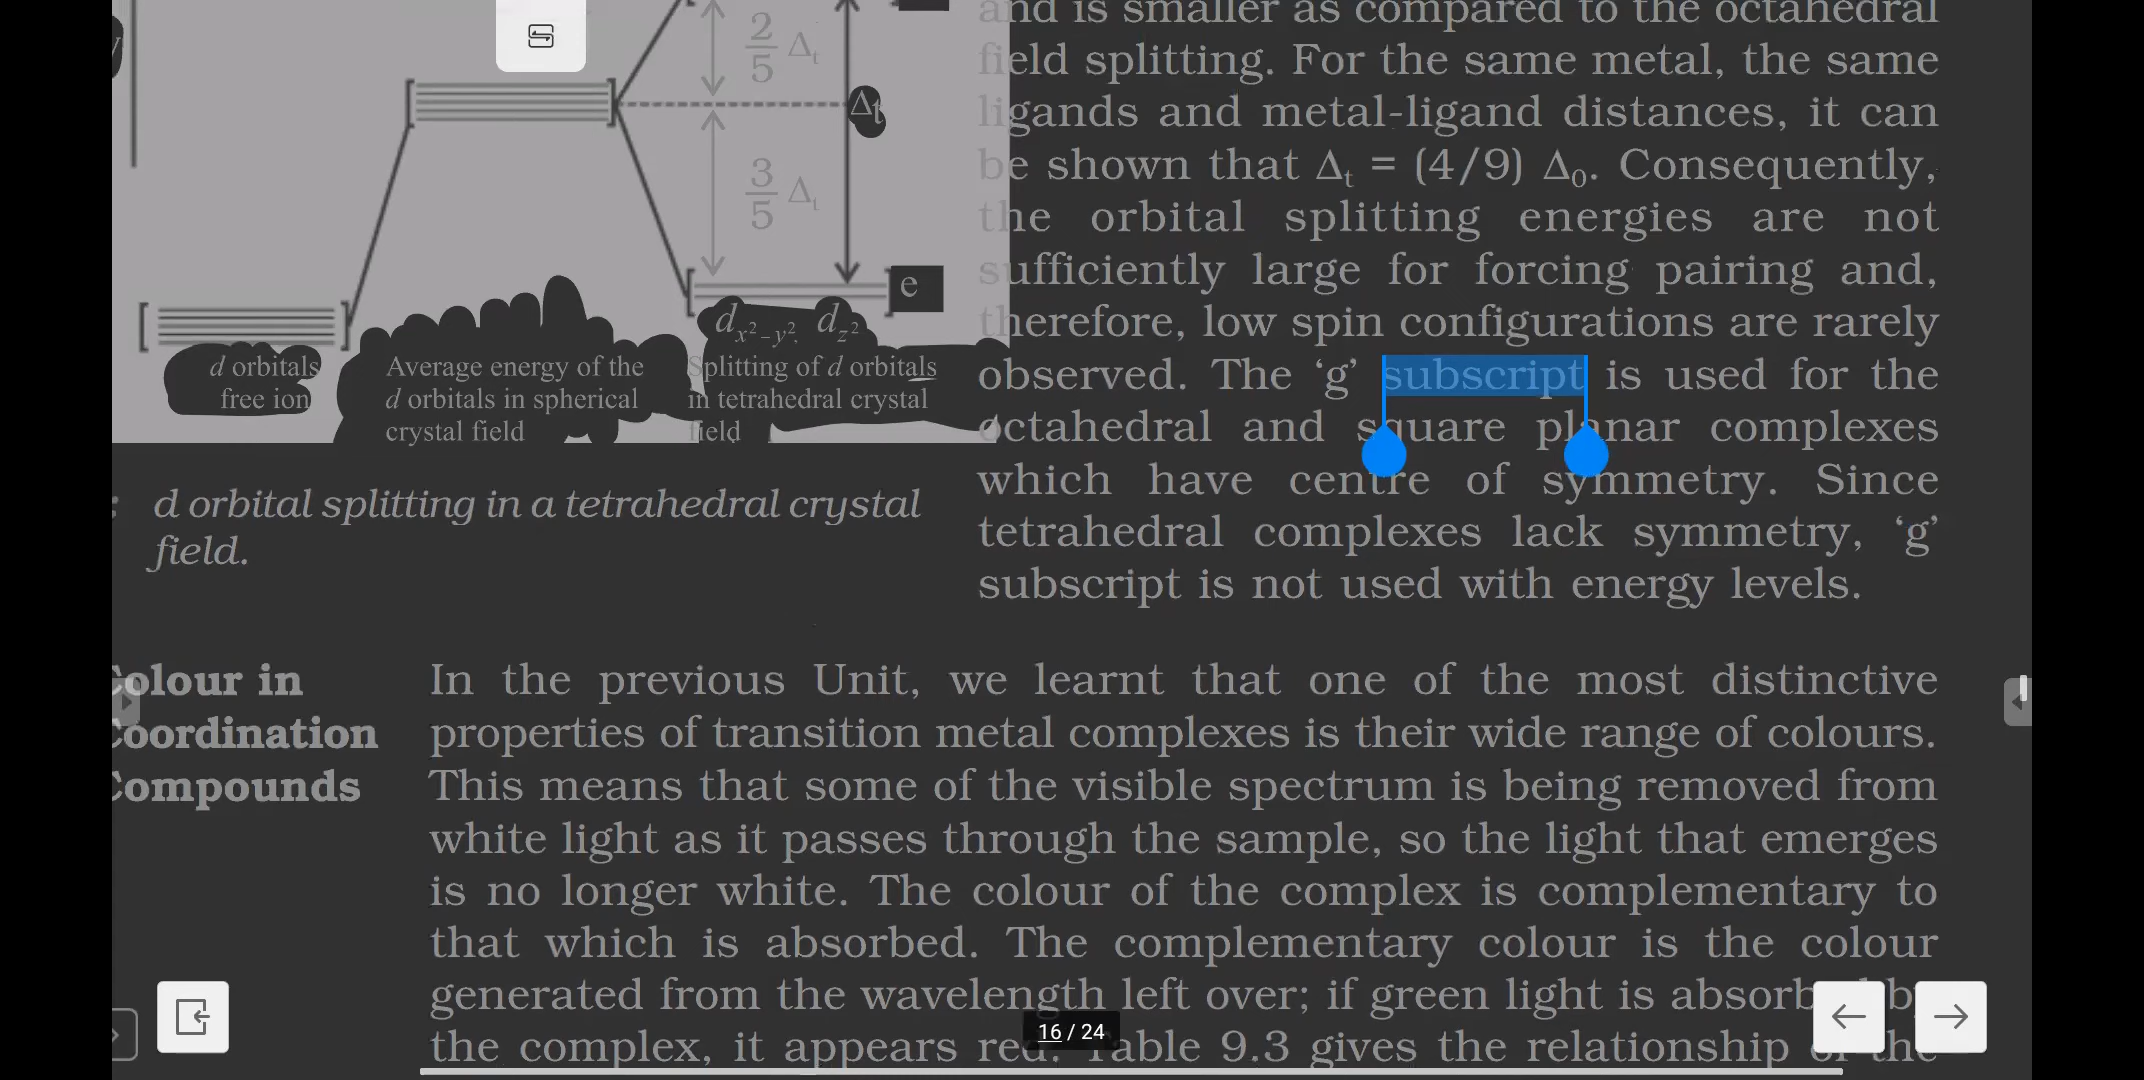 2/5 Δt
Δt
3/5 Δt
e
dx²-y², dz²
d orbitals
free ion
Average energy of the
d orbitals in spherical
crystal field
Splitting of d orbitals
in tetrahedral crystal
field
d orbital splitting in a tetrahedral crystal
field.
and is smaller as compared to the octahedral
field splitting. For the same metal, the same
ligands and metal-ligand distances, it can
be shown that Δt = (4/9) Δ0. Consequently,
the orbital splitting energies are not
sufficiently large for forcing pairing and,
therefore, low spin configurations are rarely
observed. The ‘g’ subscript is used for the
octahedral and square planar complexes
which have centre of symmetry. Since
tetrahedral complexes lack symmetry, ‘g’
subscript is not used with energy levels.
Colour in
Coordination
Compounds
In the previous Unit, we learnt that one of the most distinctive
properties of transition metal complexes is their wide range of colours.
This means that some of the visible spectrum is being removed from
white light as it passes through the sample, so the light that emerges
is no longer white. The colour of the complex is complementary to
that which is absorbed. The complementary colour is the colour
generated from the wavelength left over; if green light is absorbed by
the complex, it appears red. Table 9.3 gives the relationship of the
16 / 24